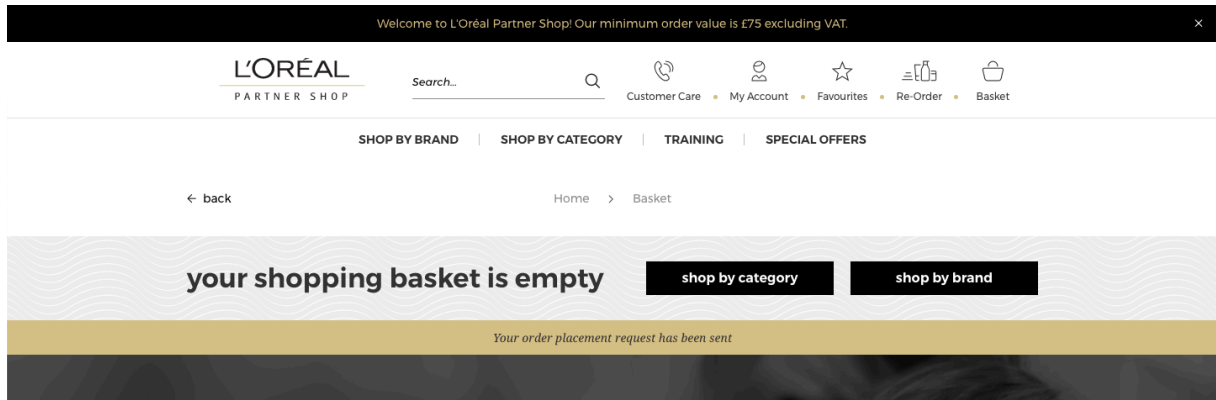 Welcome to L'Oréal Partner Shop! Our minimum order value is £75 excluding VAT.
L'ORÉAL
PARTNER SHOP
Search...
Customer Care
My Account
Favourites
Re-Order
Basket
SHOP BY BRAND
SHOP BY CATEGORY
TRAINING
SPECIAL OFFERS
back
Home > Basket
your shopping basket is empty
shop by category
shop by brand
Your order placement request has been sent